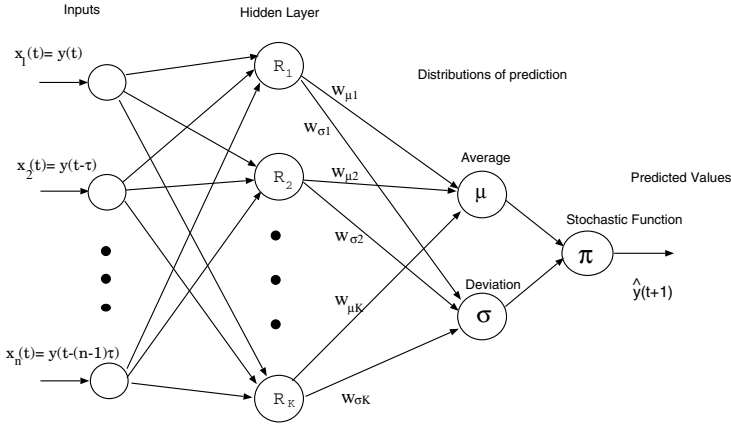 Inputs
Hidden Layer
x1(t)= y(t)
R1
Distributions of prediction
wμ1
wσ1
Average
x2(t)= y(t-τ)
R2
wμ2
μ
Predicted Values
Stochastic Function
wσ2
π
Deviation
ŷ(t+1)
wμK
σ
xn(t)= y(t-(n-1)τ)
RK
wσK